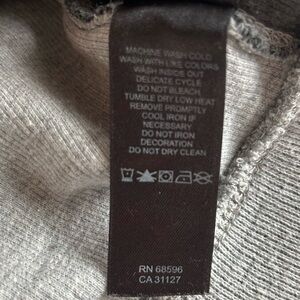 MACHINE WASH COLD
WASH WITH LIKE COLORS
WASH INSIDE OUT
DELICATE CYCLE
DO NOT BLEACH
TUMBLE DRY LOW HEAT
REMOVE PROMPTLY
COOL IRON IF
NECESSARY
DO NOT IRON
DECORATION
DO NOT DRY CLEAN
RN 68596
CA 31127